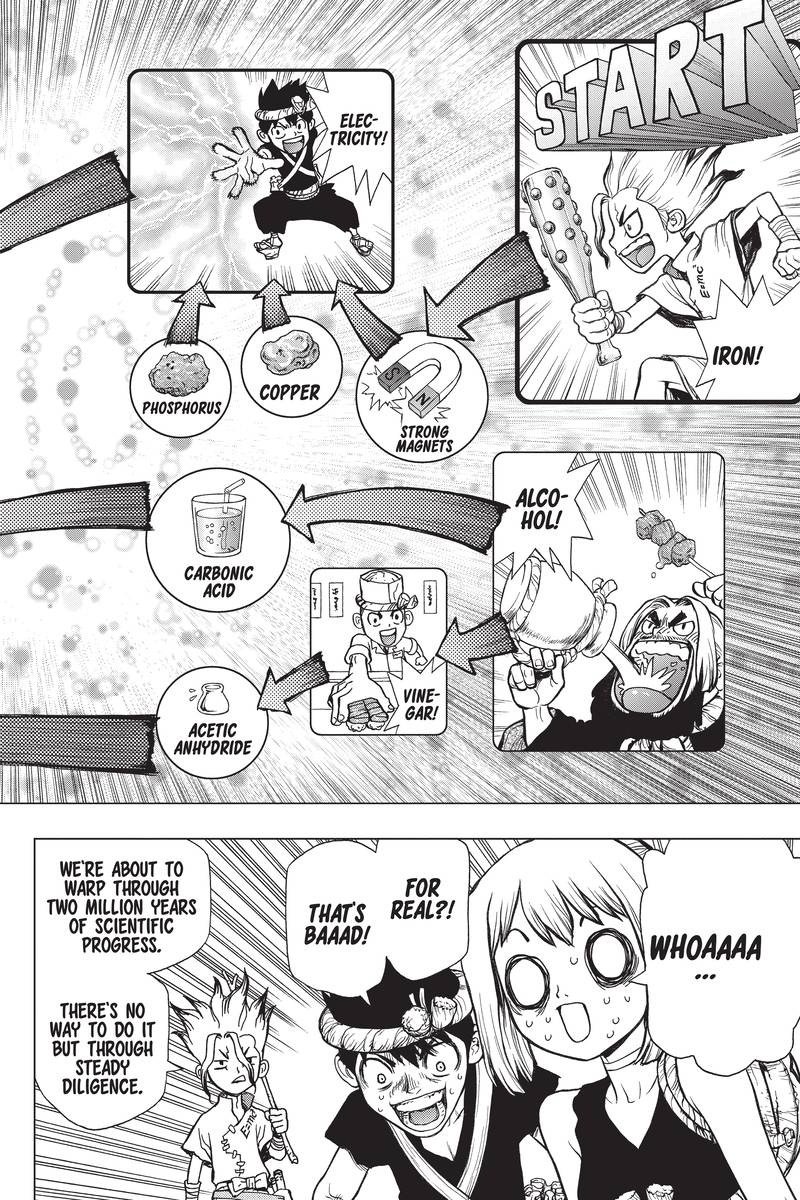 START
E=mc²
IRON!
ELEC-
TRICITY!
STRONG
MAGNETS
S
N
COPPER
PHOSPHORUS
ALCO-
HOL!
CARBONIC
ACID
VINE-
GAR!
ACETIC
ANHYDRIDE
WHOAAAA
...
FOR
REAL?!
THAT'S
BAAAD!
WE'RE ABOUT TO
WARP THROUGH
TWO MILLION YEARS
OF SCIENTIFIC
PROGRESS.
THERE'S NO
WAY TO DO IT
BUT THROUGH
STEADY
DILIGENCE.